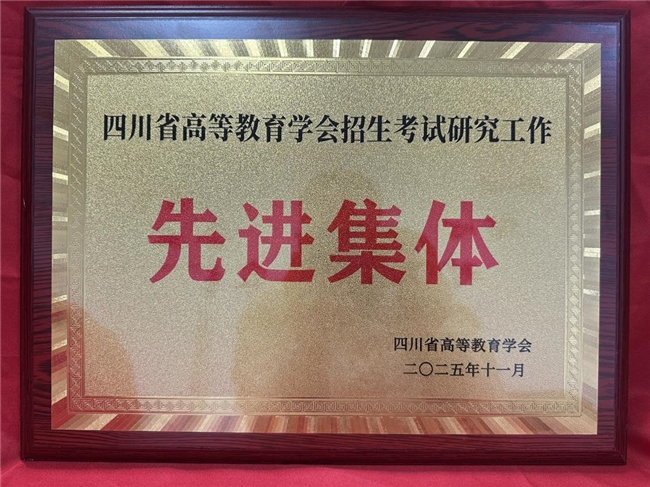 四川省高等教育学会招生考试研究工作
先进集体
四川省高等教育学会
二〇二五年十一月